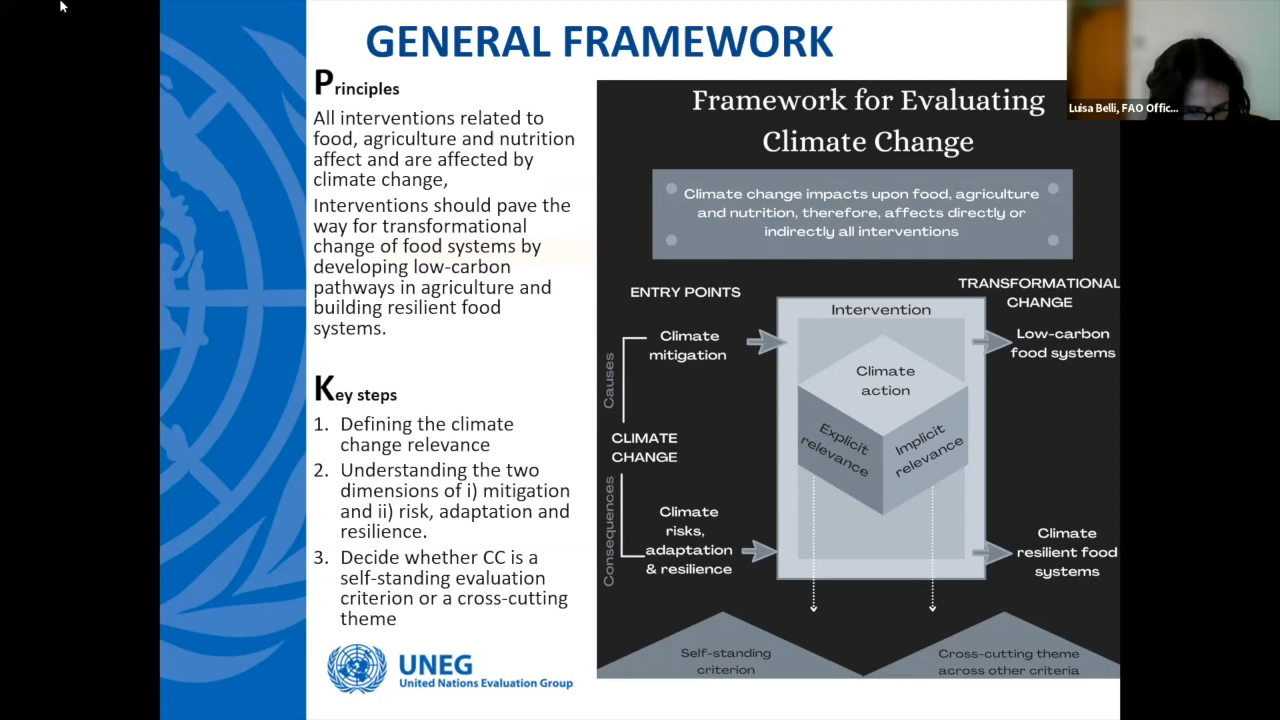 GENERAL FRAMEWORK
Principles
All interventions related to
food, agriculture and nutrition
affect and are affected by
climate change,
Interventions should pave the
way for transformational
change of food systems by
developing low-carbon
pathways in agriculture and
building resilient food
systems.
Key steps
1. Defining the climate
change relevance
2. Understanding the two
dimensions of i) mitigation
and ii) risk, adaptation and
resilience.
3. Decide whether CC is a
self-standing evaluation
criterion or a cross-cutting
theme
UNEG
United Nations Evaluation Group
Framework for Evaluating
Climate Change
Climate change impacts upon food, agriculture
and nutrition, therefore, affects directly or
indirectly all interventions
ENTRY POINTS
TRANSFORMATIONAL
CHANGE
Intervention
Causes
Climate
mitigation
Low-carbon
food systems
Climate
action
Explicit
relevance
Implicit
relevance
CLIMATE
CHANGE
Consequences
Climate
risks,
adaptation
& resilience
Climate
resilient food
systems
Self-standing
criterion
Cross-cutting theme
across other criteria
Luisa Belli, FAO Offic...